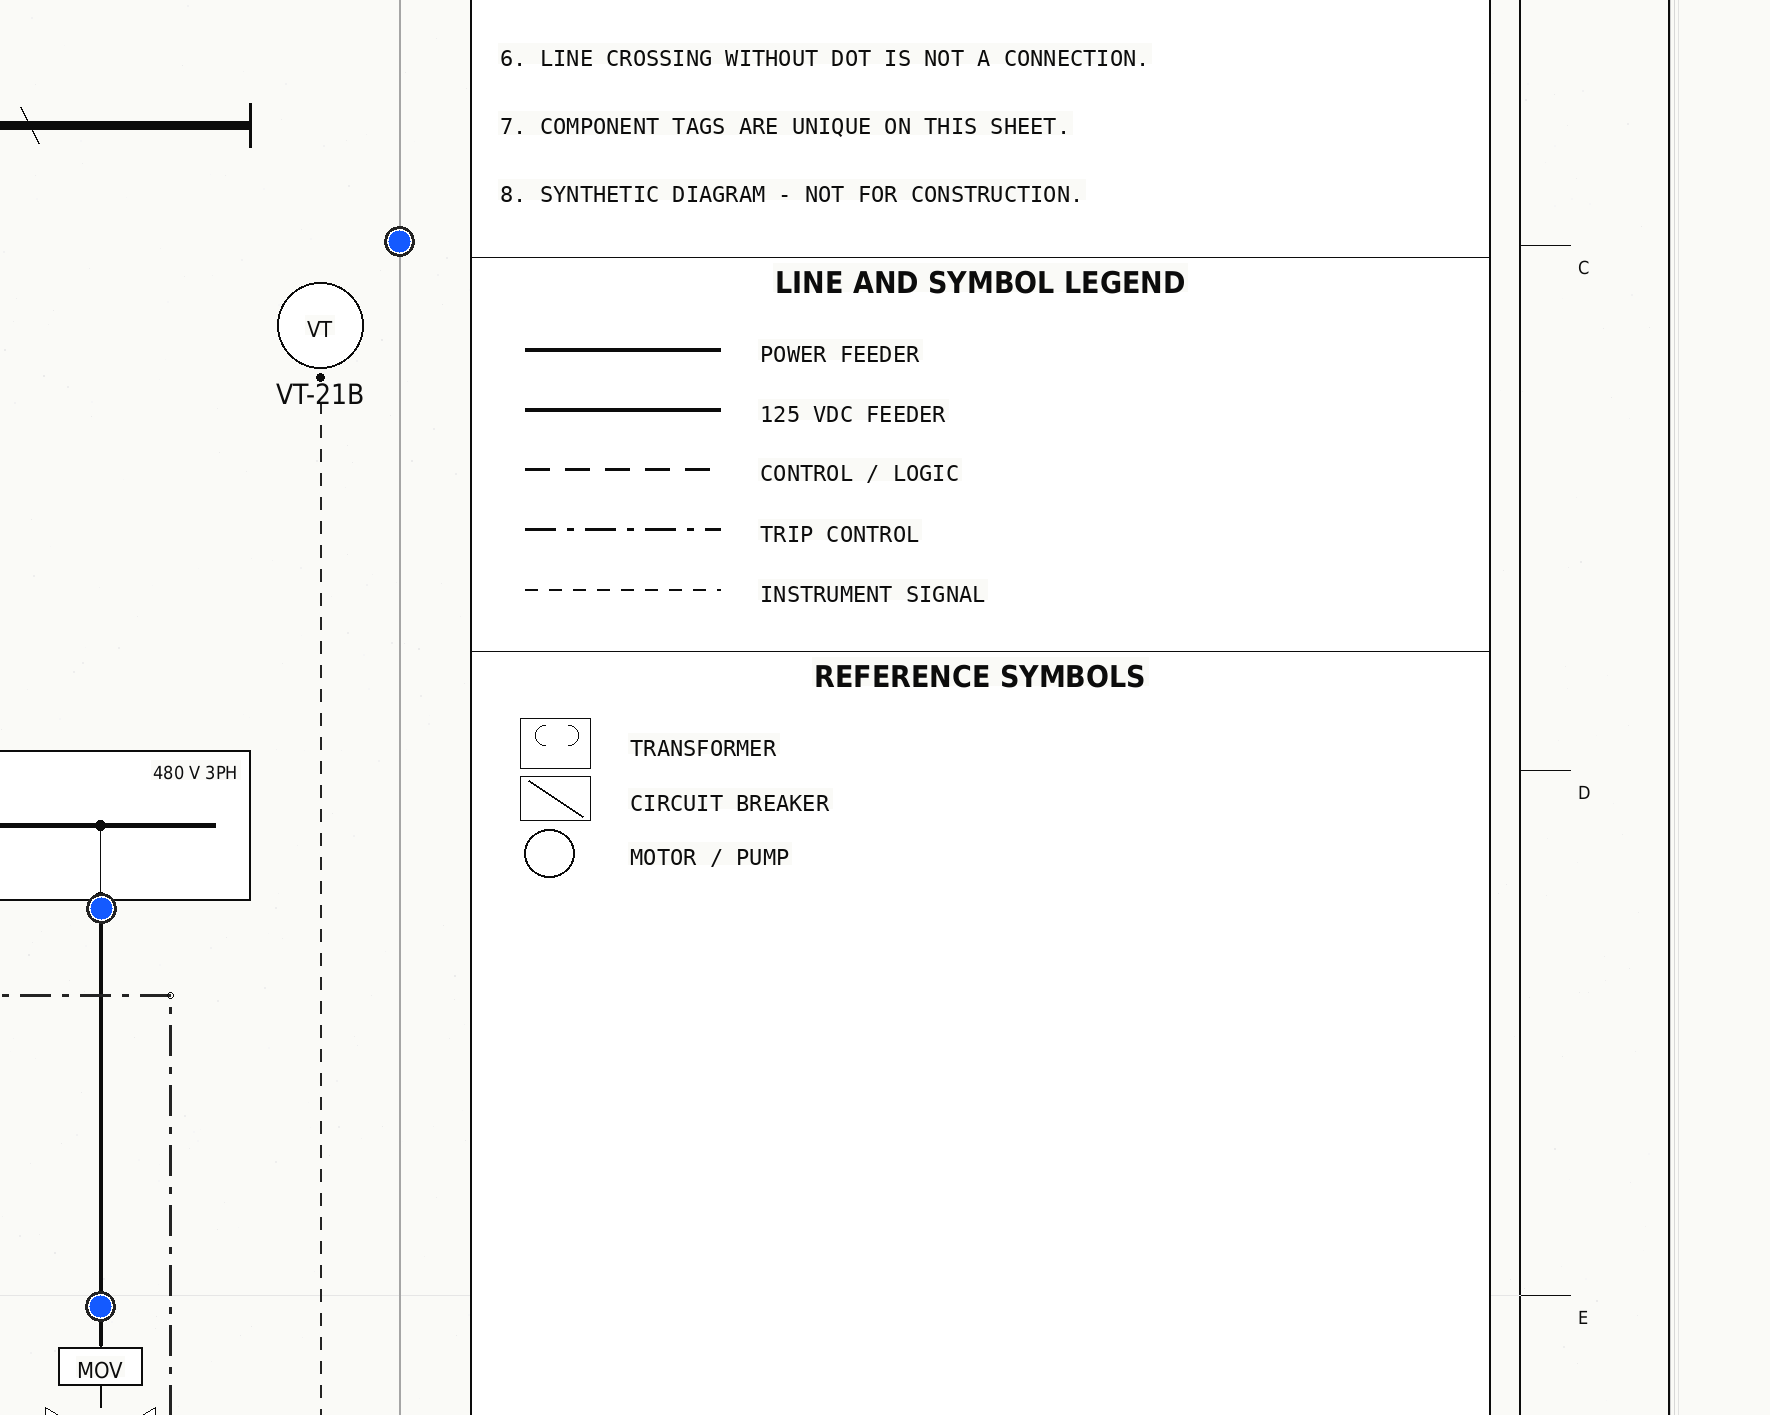 6. LINE CROSSING WITHOUT DOT IS NOT A CONNECTION.
7. COMPONENT TAGS ARE UNIQUE ON THIS SHEET.
8. SYNTHETIC DIAGRAM - NOT FOR CONSTRUCTION.
C
VT
VT-21B
LINE AND SYMBOL LEGEND
POWER FEEDER
125 VDC FEEDER
CONTROL / LOGIC
TRIP CONTROL
INSTRUMENT SIGNAL
REFERENCE SYMBOLS
TRANSFORMER
CIRCUIT BREAKER
MOTOR / PUMP
480 V 3PH
D
E
MOV